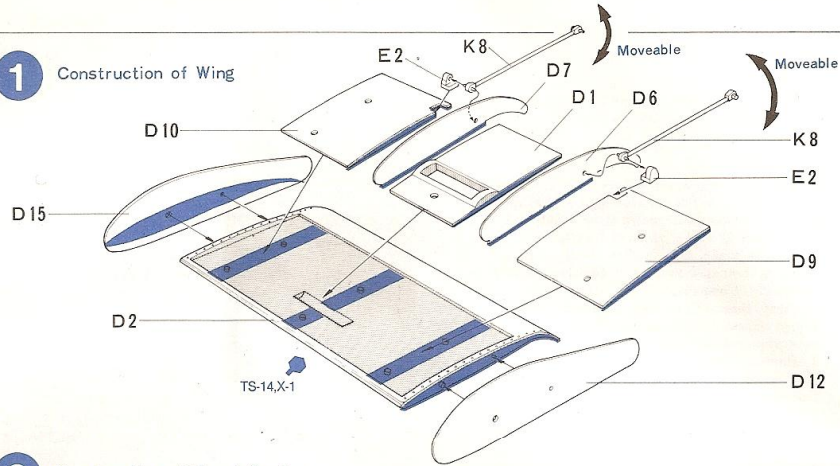 1 Construction of Wing
E2
K8
Moveable
D7
Moveable
D1
D6
D10
K8
E2
D15
D9
D2
TS-14,X-1
D12